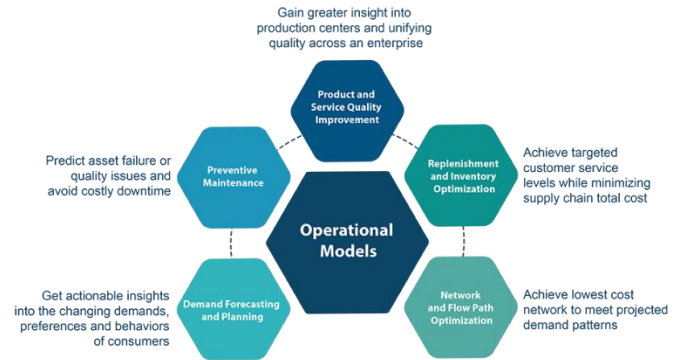 Gain greater insight into
production centers and unifying
quality across an enterprise
Product and
Service Quality
Improvement
Predict asset failure or
quality issues and
avoid costly downtime
Preventive
Maintenance
Replenishment
and Inventory
Optimization
Achieve targeted
customer service
levels while minimizing
supply chain total cost
Operational
Models
Get actionable insights
into the changing demands,
preferences and behaviors
of consumers
Demand Forecasting
and Planning
Network
and Flow Path
Optimization
Achieve lowest cost
network to meet projected
demand patterns